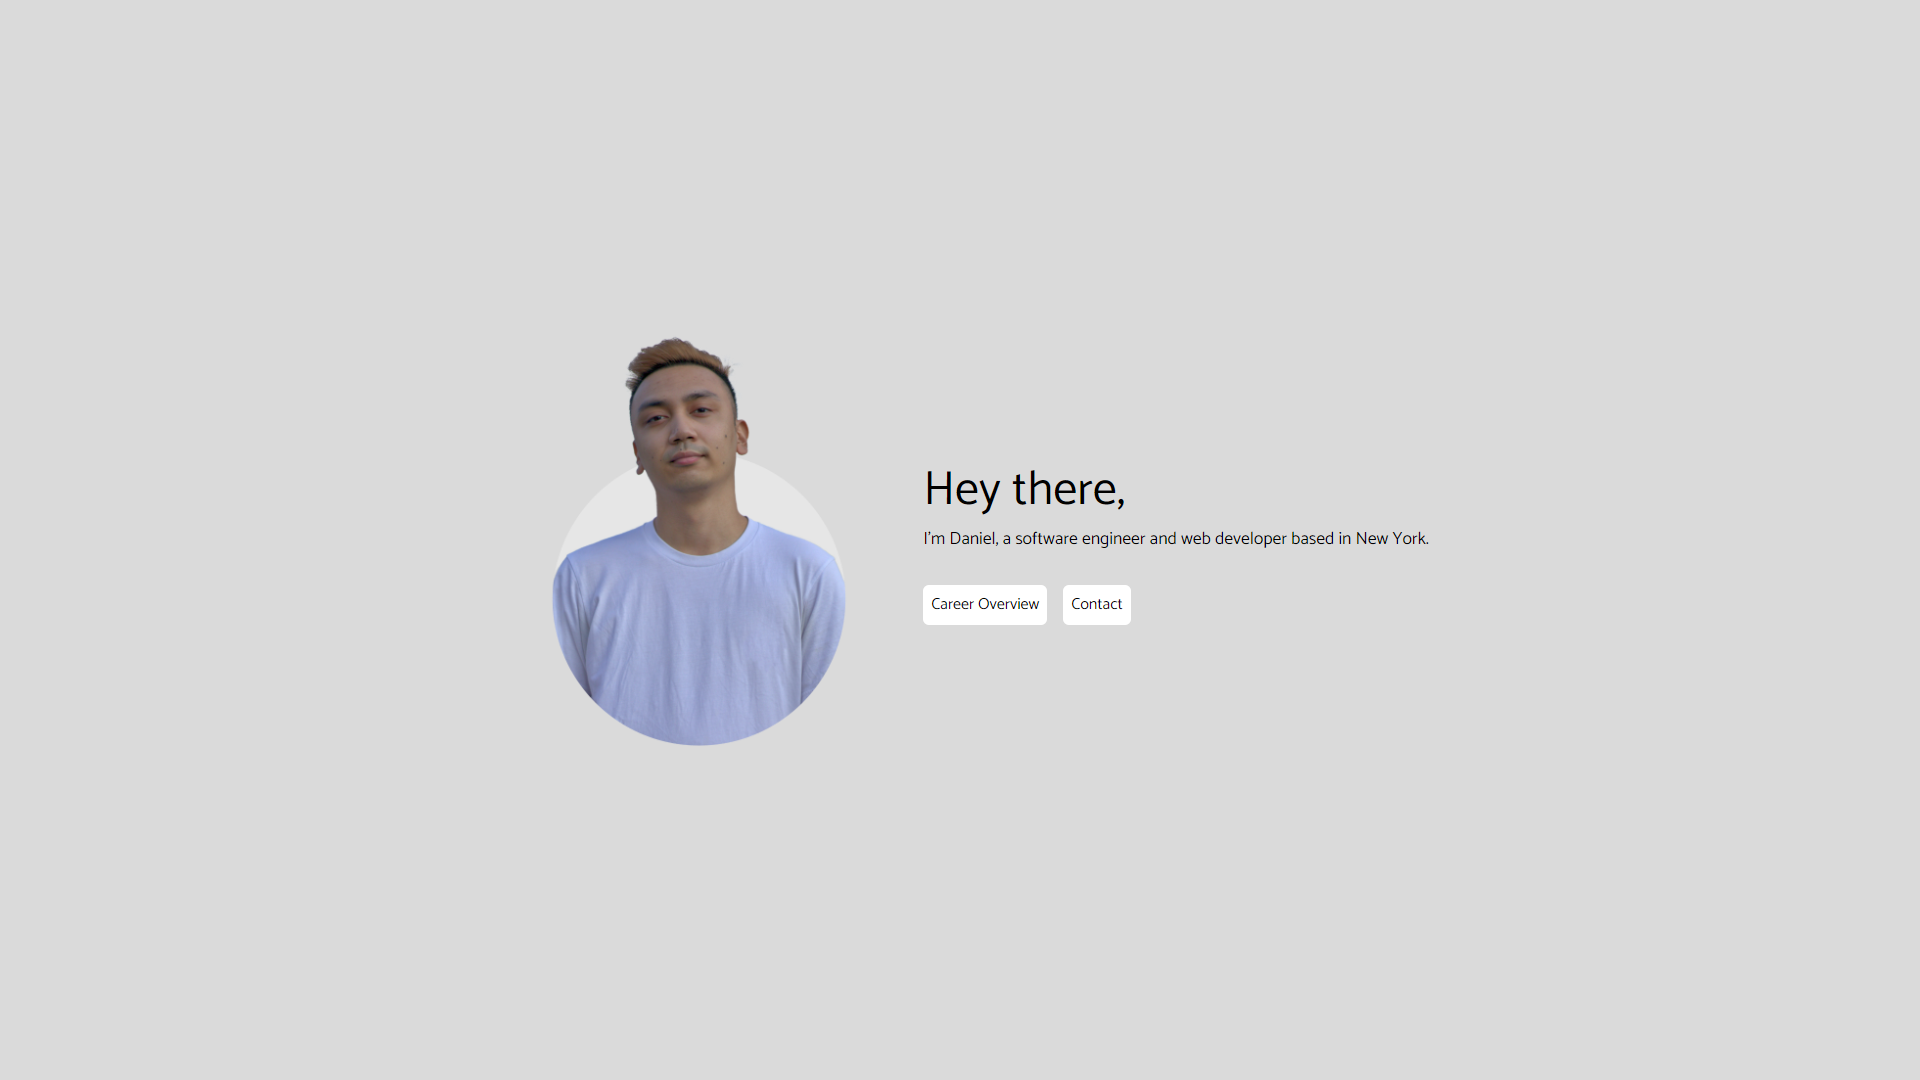 Hey there,
I'm Daniel, a software engineer and web developer based in New York.
Career Overview
Contact